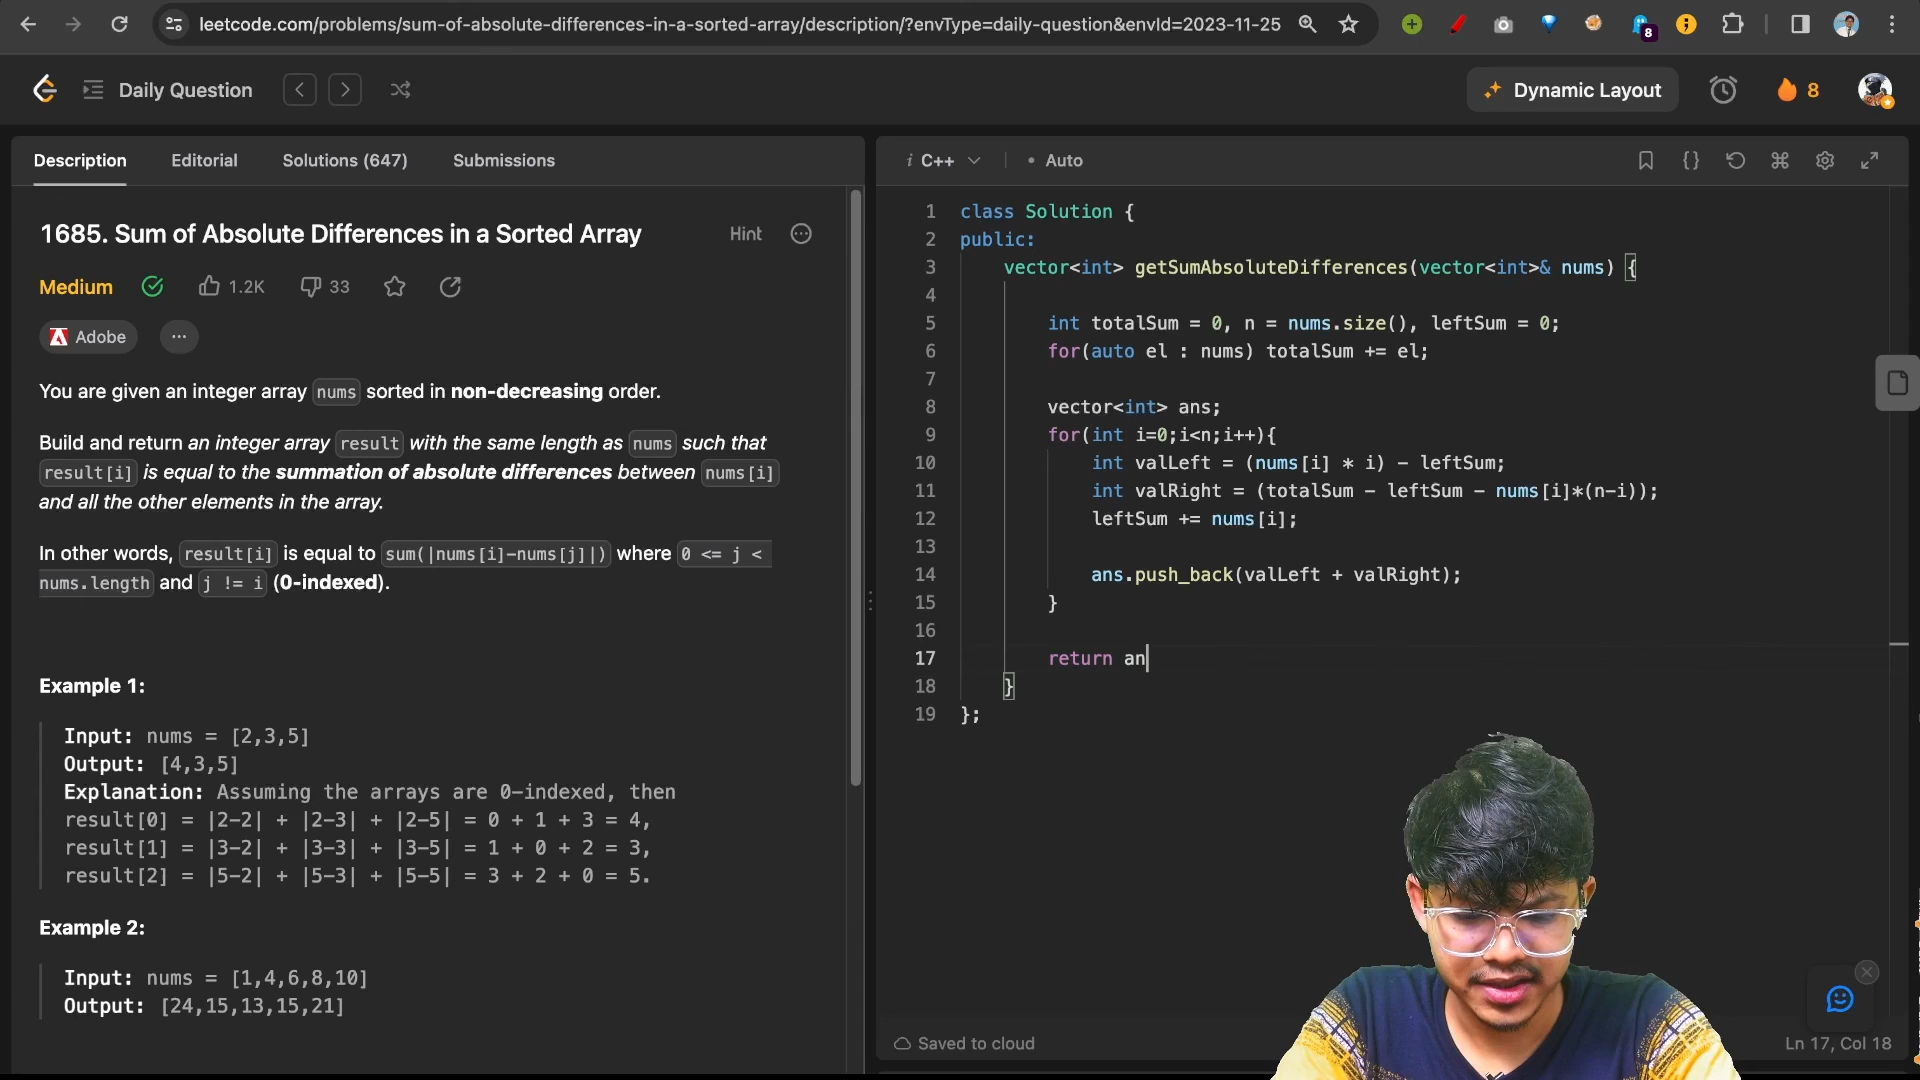 leetcode.com/problems/sum-of-absolute-differences-in-a-sorted-array/description/?envType=daily-question&envId=2023-11-25
8
Daily Question
Dynamic Layout
8
Description Editorial Solutions (647) Submissions
1685. Sum of Absolute Differences in a Sorted Array
Hint
Medium
1.2K
33
Adobe
...
You are given an integer array nums sorted in non-decreasing order.
Build and return an integer array result with the same length as nums such that
result[i] is equal to the summation of absolute differences between nums[i]
and all the other elements in the array.
In other words, result[i] is equal to sum(|nums[i]-nums[j]|) where 0 <= j <
nums.length and j != i (0-indexed).
Example 1:
Input: nums = [2,3,5]
Output: [4,3,5]
Explanation: Assuming the arrays are 0-indexed, then
result[0] = |2-2| + |2-3| + |2-5| = 0 + 1 + 3 = 4,
result[1] = |3-2| + |3-3| + |3-5| = 1 + 0 + 2 = 3,
result[2] = |5-2| + |5-3| + |5-5| = 3 + 2 + 0 = 5.
Example 2:
Input: nums = [1,4,6,8,10]
Output: [24,15,13,15,21]
i C++ • Auto
1 class Solution {
2 public:
3 vector<int> getSumAbsoluteDifferences(vector<int>& nums) {
4
5 int totalSum = 0, n = nums.size(), leftSum = 0;
6 for(auto el : nums) totalSum += el;
7
8 vector<int> ans;
9 for(int i=0;i<n;i++){
10 int valLeft = (nums[i] * i) - leftSum;
11 int valRight = (totalSum - leftSum - nums[i]*(n-i));
12 leftSum += nums[i];
13
14 ans.push_back(valLeft + valRight);
15 }
16
17 return an
18 }
19 };
Saved to cloud
Ln 17, Col 18